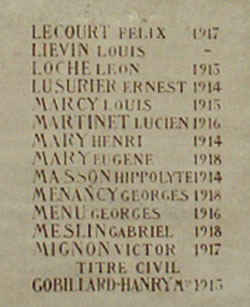 LECOURT FELIX 1917
LIEVIN LOUIS -
LOCHE LEON 1915
LUSURIER ERNEST 1914
MARCY LOUIS 1915
MARTINET LUCIEN 1916
MARY HENRI 1914
MARY EUGENE 1918
MASSON HIPPOLYTE 1914
MENANCY GEORGES 1918
MENU GEORGES 1916
MESLIN GABRIEL 1918
MIGNON VICTOR 1917
TITRE CIVIL
GOBILLARD-HANRY Mᵐᵉ 1915